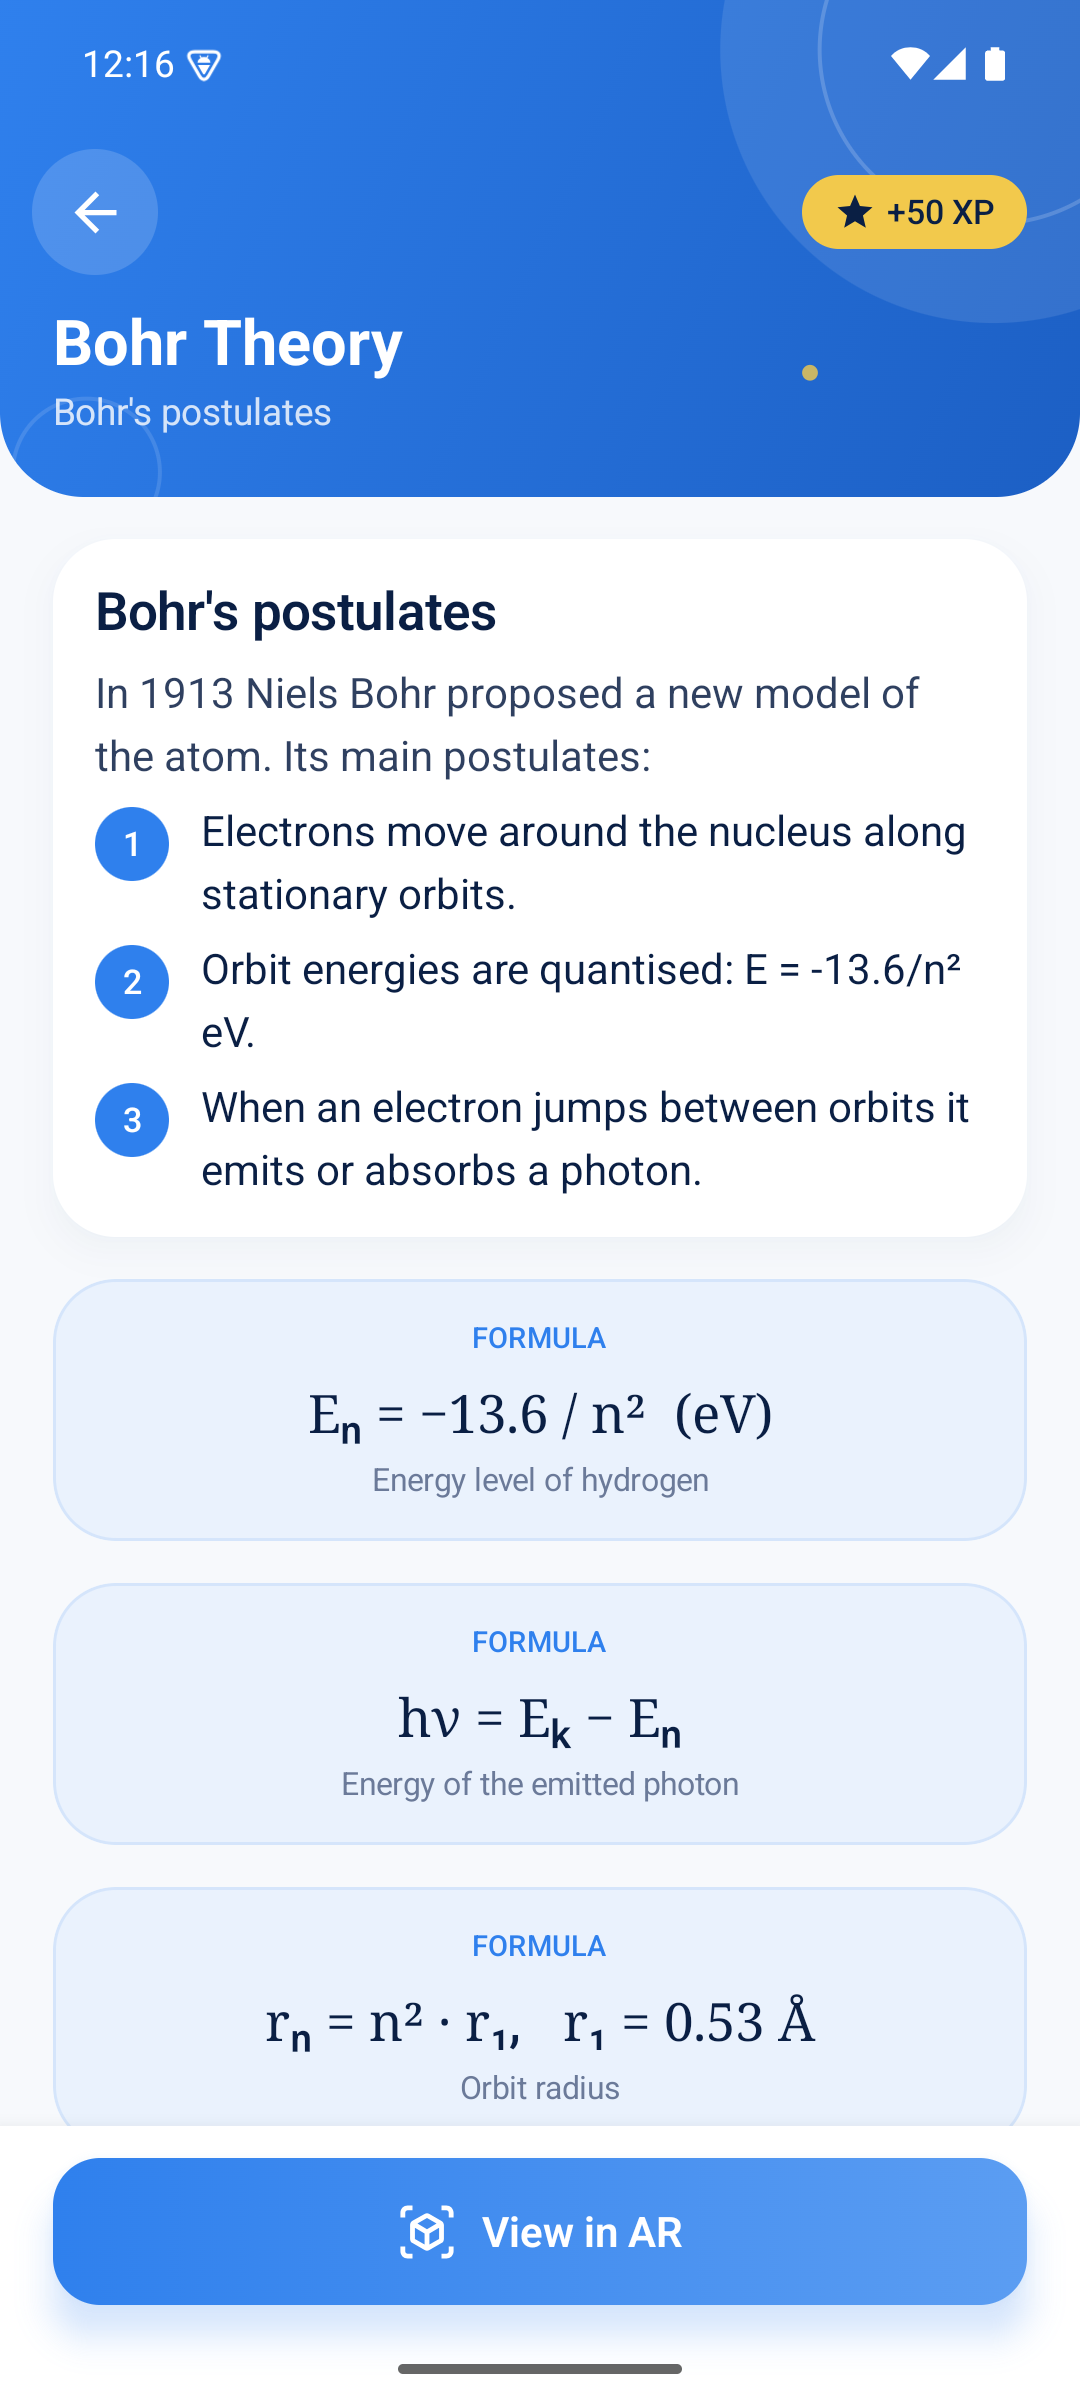 12:16
+50 XP
Bohr Theory
Bohr's postulates
Bohr's postulates
In 1913 Niels Bohr proposed a new model of
the atom. Its main postulates:
1 Electrons move around the nucleus along
stationary orbits.
2 Orbit energies are quantised: E = -13.6/n²
eV.
3 When an electron jumps between orbits it
emits or absorbs a photon.
FORMULA
Eₙ = −13.6 / n² (eV)
Energy level of hydrogen
FORMULA
hν = Eₖ − Eₙ
Energy of the emitted photon
FORMULA
rₙ = n² · r₁, r₁ = 0.53 Å
Orbit radius
View in AR